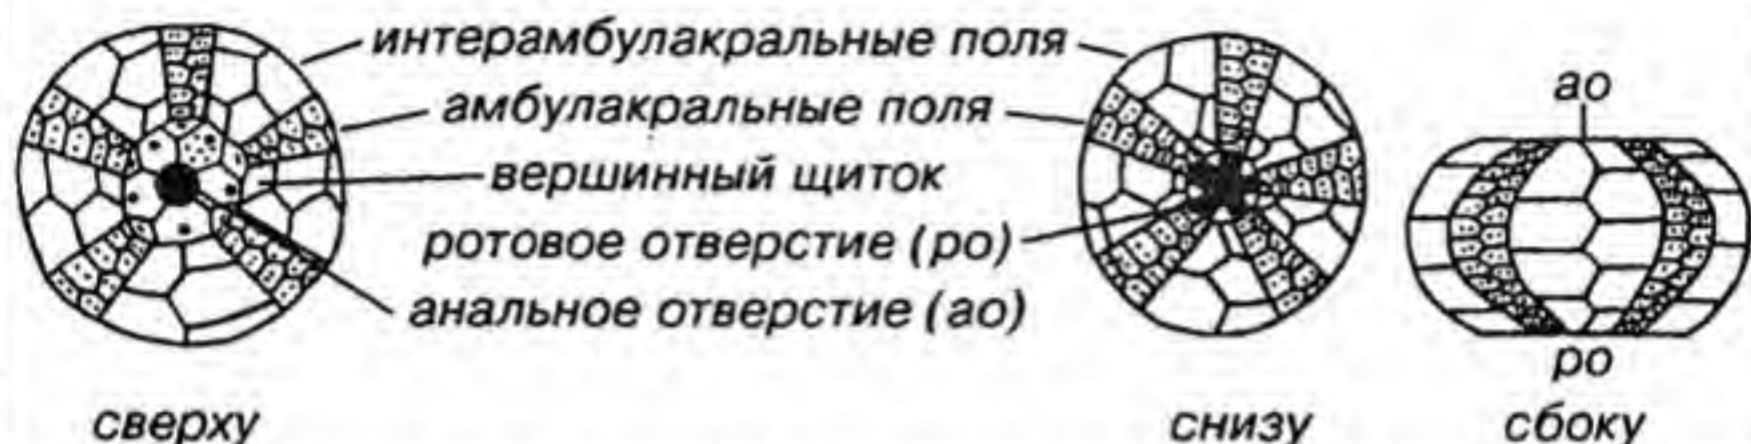 интерамбулакральные поля
амбулакральные поля
вершинный щиток
ротовое отверстие (ро)
анальное отверстие (ао)
ао
ро
сверху
снизу
сбоку